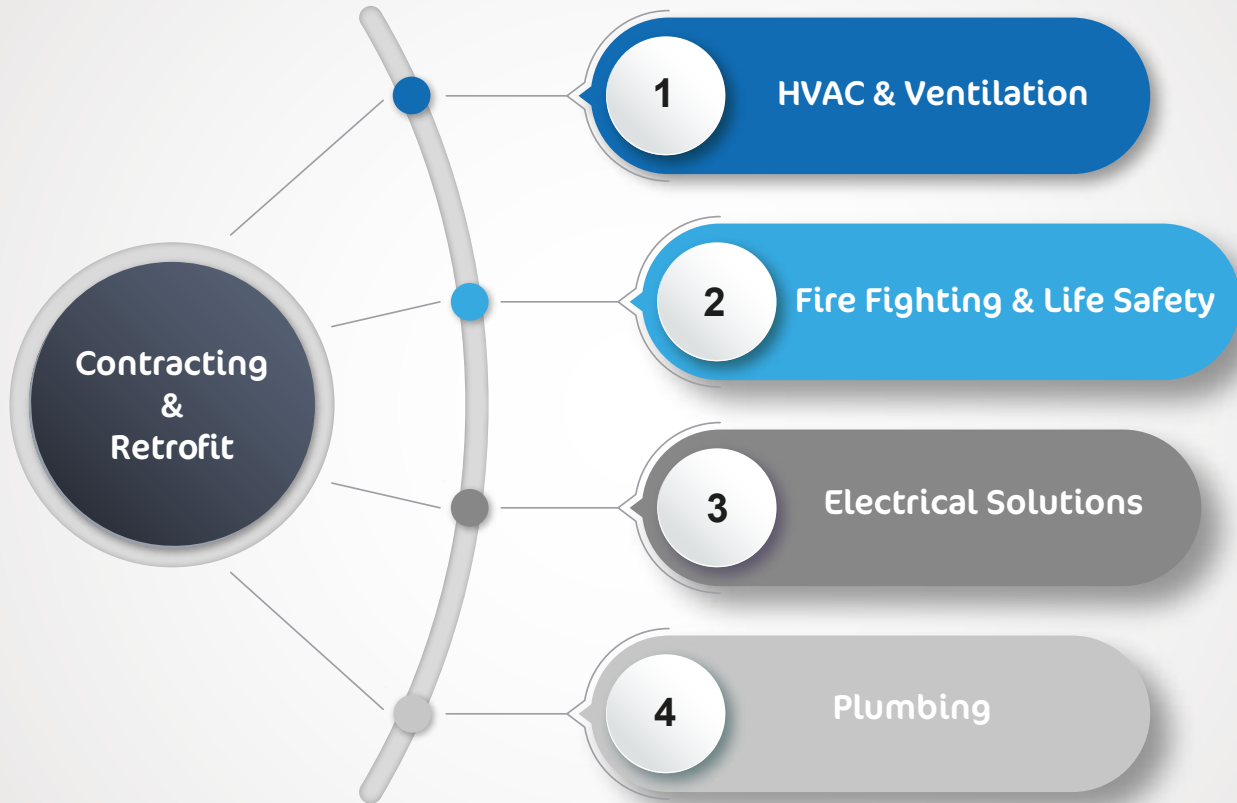 Contracting
&
Retrofit
1
HVAC & Ventilation
2
Fire Fighting & Life Safety
3
Electrical Solutions
4
Plumbing